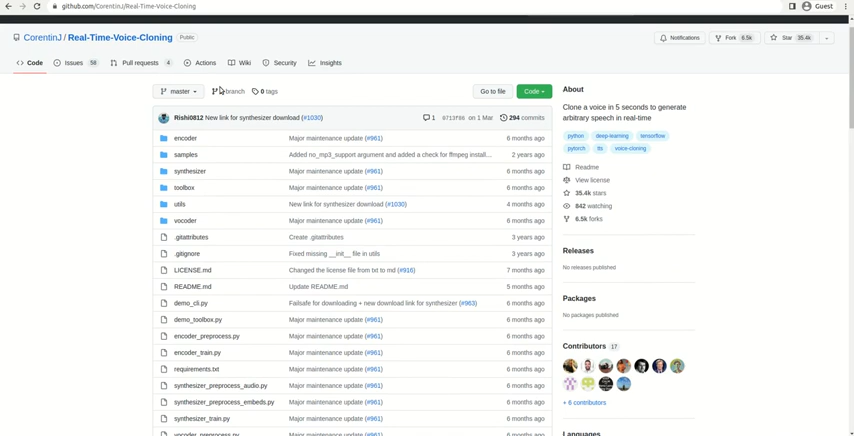 github.com/CorentinJ/Real-Time-Voice-Cloning
Guest
CorentinJ / Real-Time-Voice-Cloning Public
Notifications
Fork 6.5k
Star 35.4k
<> Code
Issues 58
Pull requests 4
Actions
Wiki
Security
Insights
master
branch
0 tags
Go to file
Code
Rishi0812 New link for synthesizer download (#1030)
1
0713f86 on 1 Mar
294 commits
encoder Major maintenance update (#961) 6 months ago
samples Added no_mp3_support argument and added a check for ffmpeg install... 2 years ago
synthesizer Major maintenance update (#961) 6 months ago
toolbox Major maintenance update (#961) 6 months ago
utils New link for synthesizer download (#1030) 4 months ago
vocoder Major maintenance update (#961) 6 months ago
.gitattributes Create .gitattributes 3 years ago
.gitignore Fixed missing __init__ file in utils 3 years ago
LICENSE.md Changed the license file from txt to md (#916) 7 months ago
README.md Update README.md 5 months ago
demo_cli.py Failsafe for downloading + new download link for synthesizer (#963) 6 months ago
demo_toolbox.py Major maintenance update (#961) 6 months ago
encoder_preprocess.py Major maintenance update (#961) 6 months ago
encoder_train.py Major maintenance update (#961) 6 months ago
requirements.txt Major maintenance update (#961) 6 months ago
synthesizer_preprocess_audio.py Major maintenance update (#961) 6 months ago
synthesizer_preprocess_embeds.py Major maintenance update (#961) 6 months ago
synthesizer_train.py Major maintenance update (#961) 6 months ago
vocoder_preprocess.py Major maintenance update (#961) 6 months ago
About
Clone a voice in 5 seconds to generate
arbitrary speech in real-time
python deep-learning tensorflow
pytorch tts voice-cloning
Readme
View license
35.4k stars
842 watching
6.5k forks
Releases
No releases published
Packages
No packages published
Contributors 17
+ 6 contributors
Languages